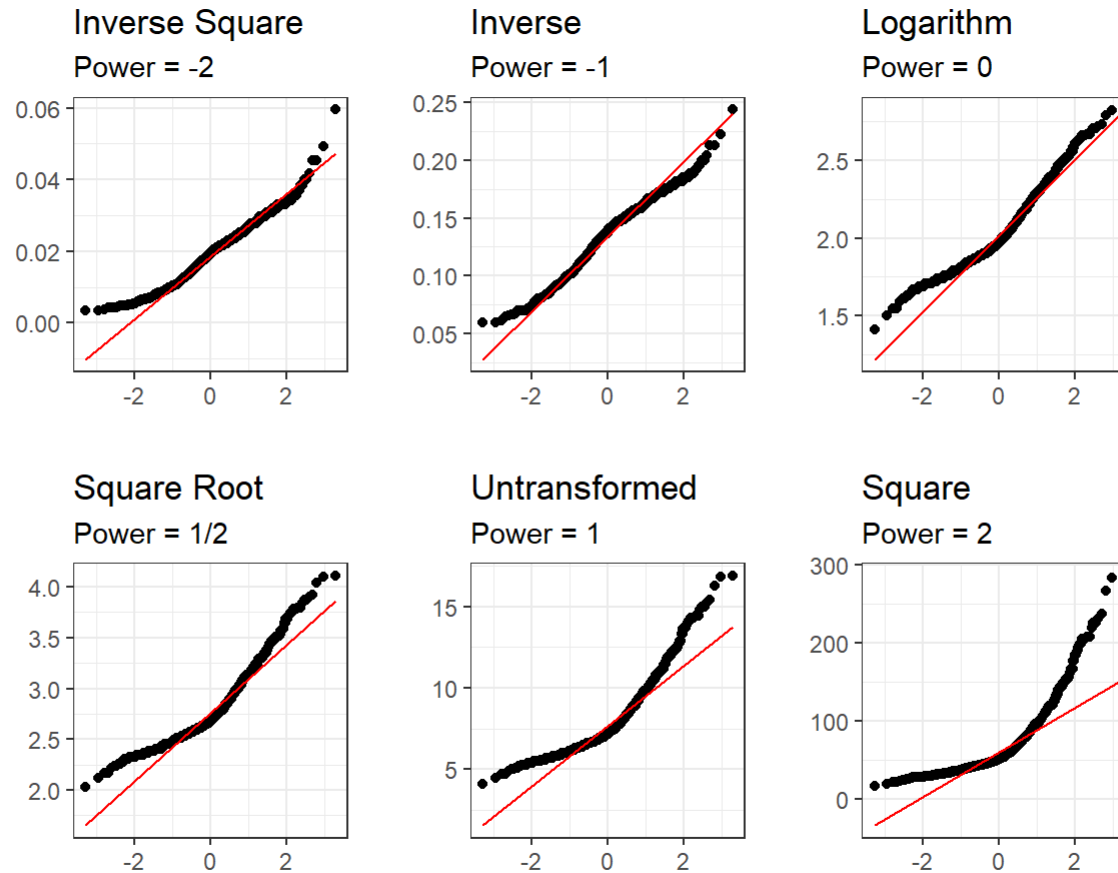 Inverse Square
Power = -2
0.06
0.04
0.02
0.00
-2 0 2
Inverse
Power = -1
0.25
0.20
0.15
0.10
0.05
-2 0 2
Logarithm
Power = 0
2.5
2.0
1.5
-2 0 2
Square Root
Power = 1/2
4.0
3.5
3.0
2.5
2.0
-2 0 2
Untransformed
Power = 1
15
10
5
-2 0 2
Square
Power = 2
300
200
100
0
-2 0 2